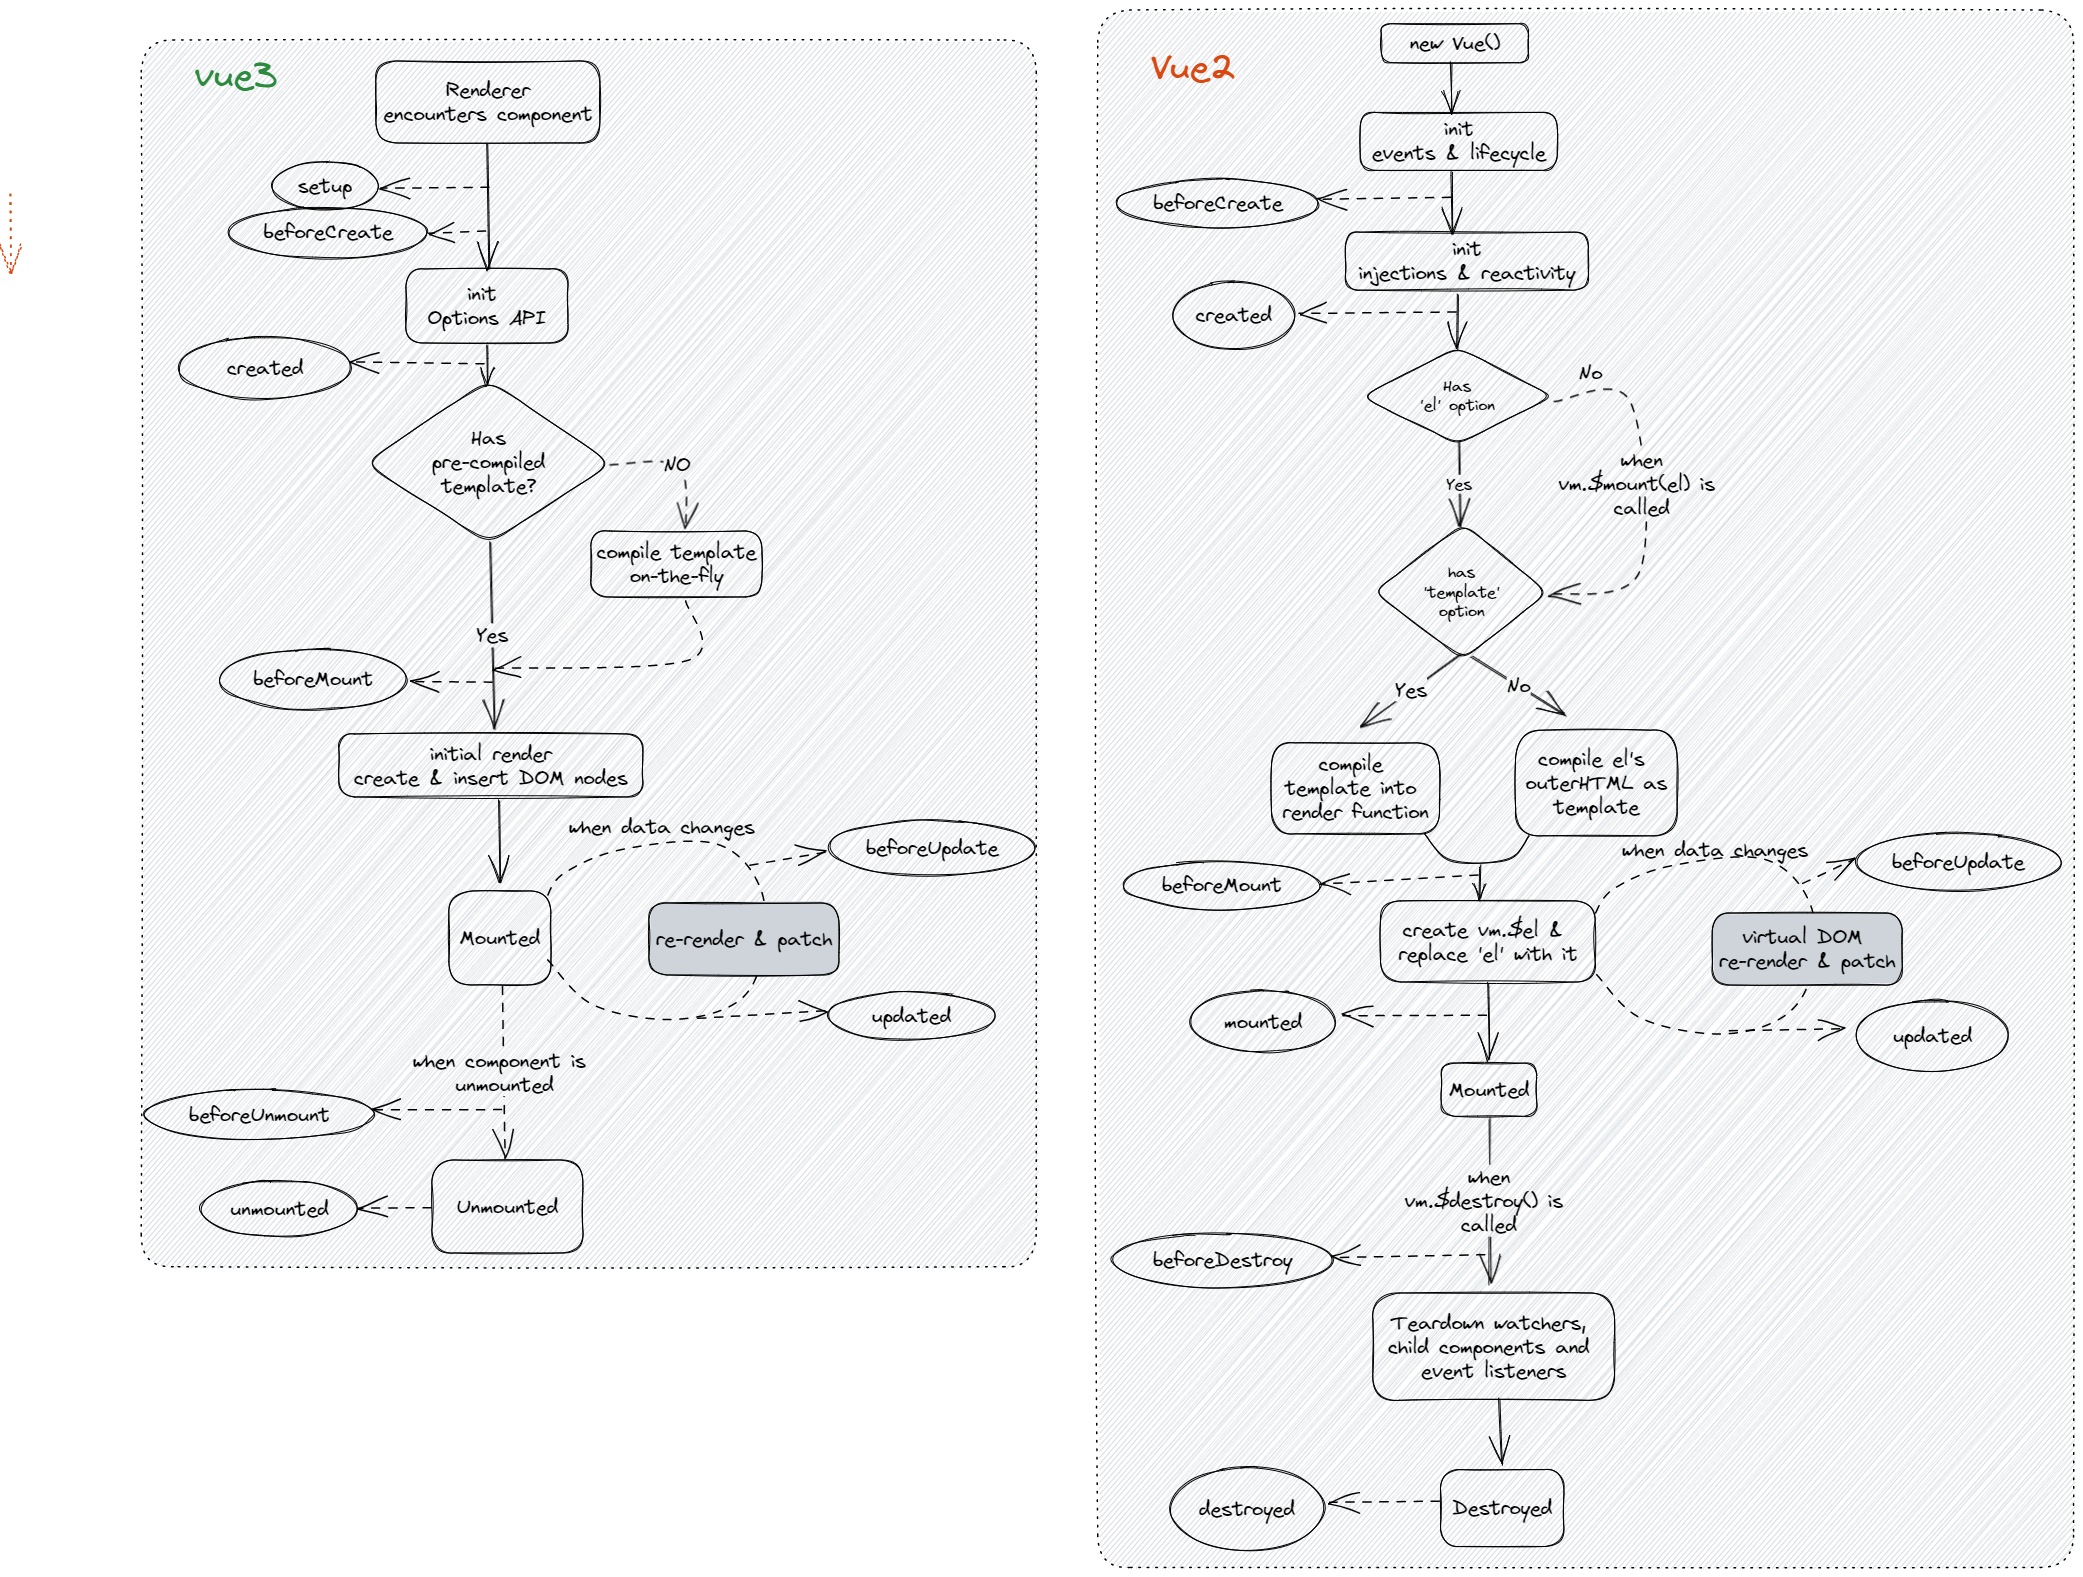 vue3
Renderer
encounters component
setup
beforeCreate
init
Options API
created
Has
pre-compiled
template?
NO
compile template
on-the-fly
Yes
beforeMount
initial render
create & insert DOM nodes
when data changes
beforeUpdate
Mounted
re-render & patch
updated
when component is
unmounted
beforeUnmount
unmounted
Unmounted
Vue2
new Vue()
init
events & lifecycle
beforeCreate
init
injections & reactivity
created
Has
'el' option
No
when
vm.$mount(el) is
called
Yes
has
'template'
option
Yes
No
compile
template into
render function
compile el's
outerHTML as
template
when data changes
beforeUpdate
beforeMount
create vm.$el &
replace 'el' with it
virtual DOM
re-render & patch
mounted
updated
Mounted
when
vm.$destroy() is
called
beforeDestroy
Teardown watchers,
child components and
event listeners
destroyed
Destroyed